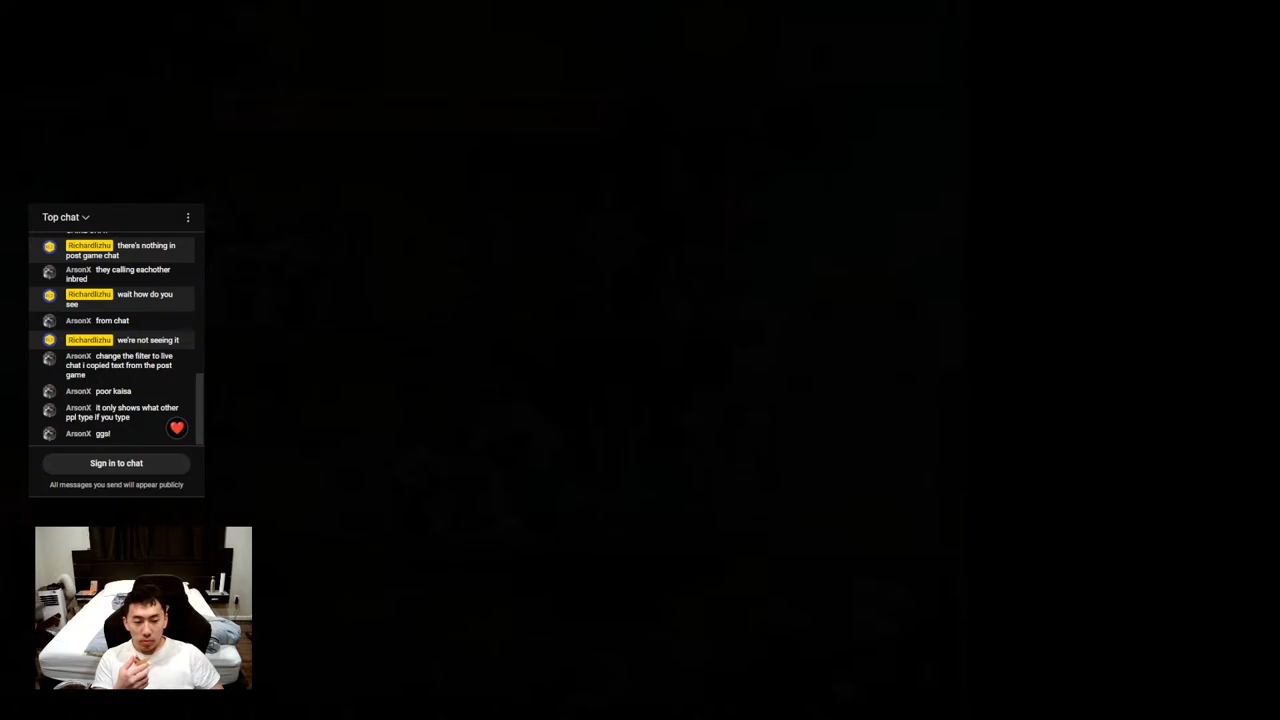 Top chat
Richardlizhu there's nothing in
post game chat
ArsonX they calling eachother
inbred
Richardlizhu wait how do you
see
ArsonX from chat
Richardlizhu we're not seeing it
ArsonX change the filter to live
chat i copied text from the post
game
ArsonX poor kaisa
ArsonX it only shows what other
ppl type if you type
ArsonX ggs!
Sign in to chat
All messages you send will appear publicly